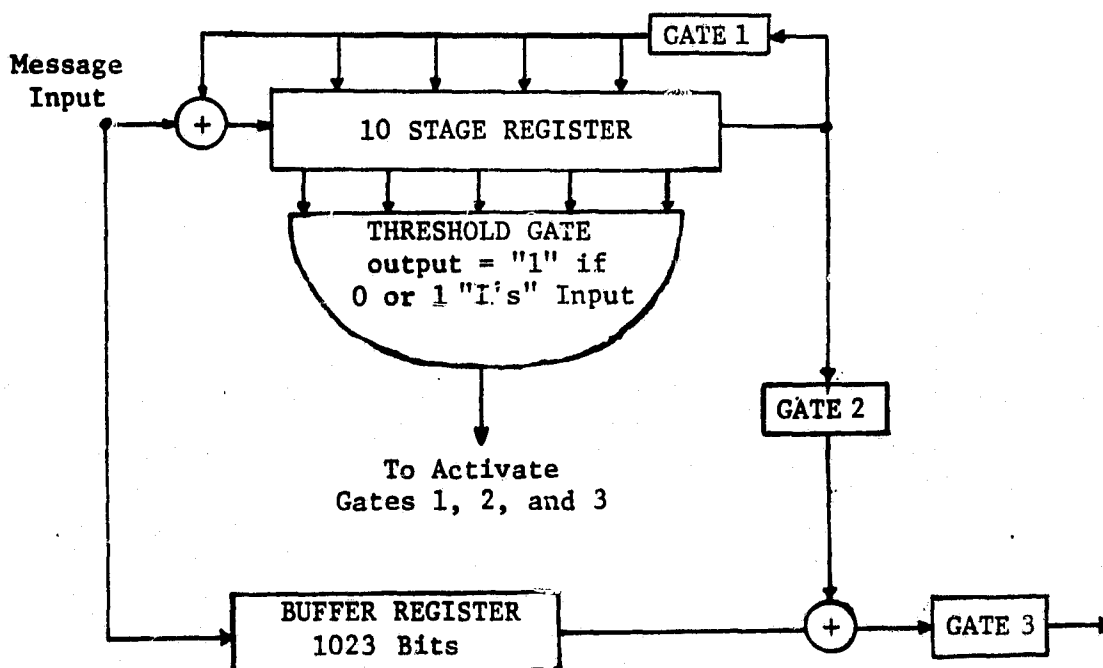 GATE 1
Message
Input
+
10 STAGE REGISTER
THRESHOLD GATE
output = "1" if
0 or 1 "I's" Input
GATE 2
To Activate
Gates 1, 2, and 3
BUFFER REGISTER
1023 Bits
+
GATE 3